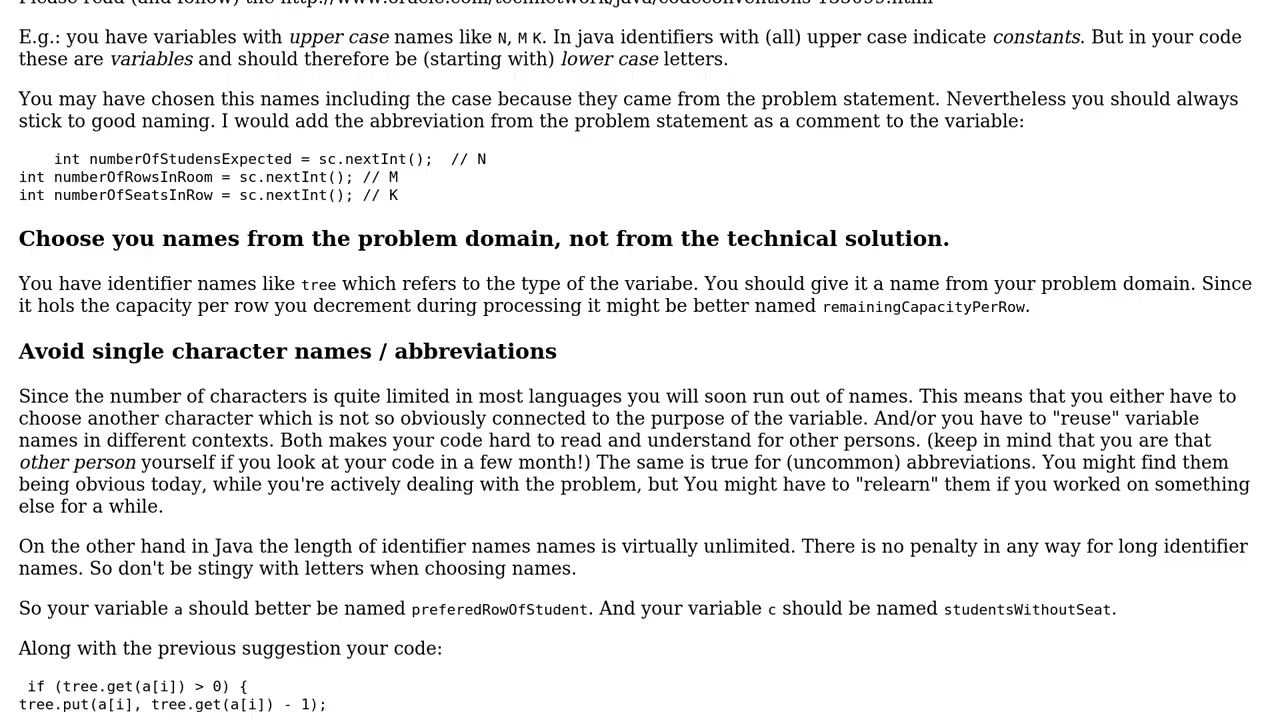 Please read (and follow) the http://www.oracle.com/technetwork/java/codeconventions-135099.html
E.g.: you have variables with upper case names like N, M K. In java identifiers with (all) upper case indicate constants. But in your code
these are variables and should therefore be (starting with) lower case letters.
You may have chosen this names including the case because they came from the problem statement. Nevertheless you should always
stick to good naming. I would add the abbreviation from the problem statement as a comment to the variable:
int numberOfStudensExpected = sc.nextInt();  // N
int numberOfRowsInRoom = sc.nextInt(); // M
int numberOfSeatsInRow = sc.nextInt(); // K
Choose you names from the problem domain, not from the technical solution.
You have identifier names like tree which refers to the type of the variabe. You should give it a name from your problem domain. Since
it hols the capacity per row you decrement during processing it might be better named remainingCapacityPerRow.
Avoid single character names / abbreviations
Since the number of characters is quite limited in most languages you will soon run out of names. This means that you either have to
choose another character which is not so obviously connected to the purpose of the variable. And/or you have to "reuse" variable
names in different contexts. Both makes your code hard to read and understand for other persons. (keep in mind that you are that
other person yourself if you look at your code in a few month!) The same is true for (uncommon) abbreviations. You might find them
being obvious today, while you're actively dealing with the problem, but You might have to "relearn" them if you worked on something
else for a while.
On the other hand in Java the length of identifier names names is virtually unlimited. There is no penalty in any way for long identifier
names. So don't be stingy with letters when choosing names.
So your variable a should better be named preferedRowOfStudent. And your variable c should be named studentsWithoutSeat.
Along with the previous suggestion your code:
if (tree.get(a[i]) > 0) {
tree.put(a[i], tree.get(a[i]) - 1);